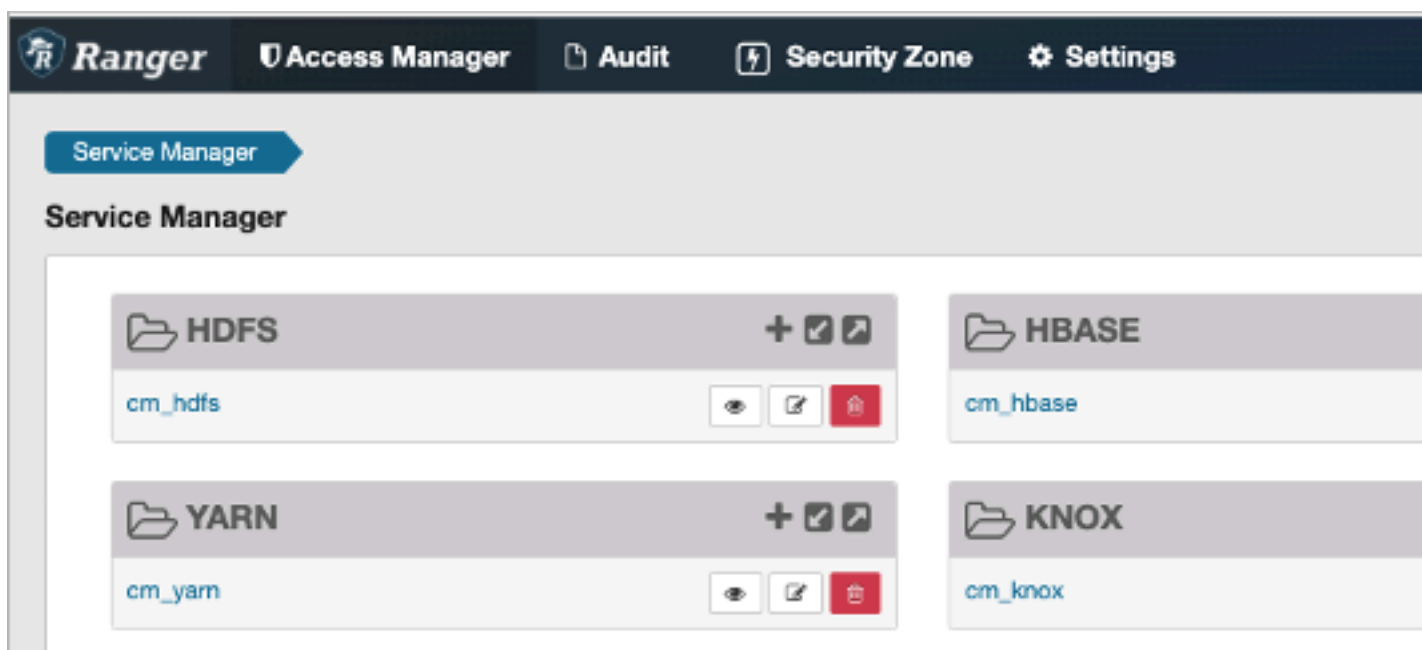 Ranger Access Manager Audit Security Zone Settings
Service Manager
Service Manager
HDFS
cm_hdfs
HBASE
cm_hbase
YARN
cm_yarn
KNOX
cm_knox